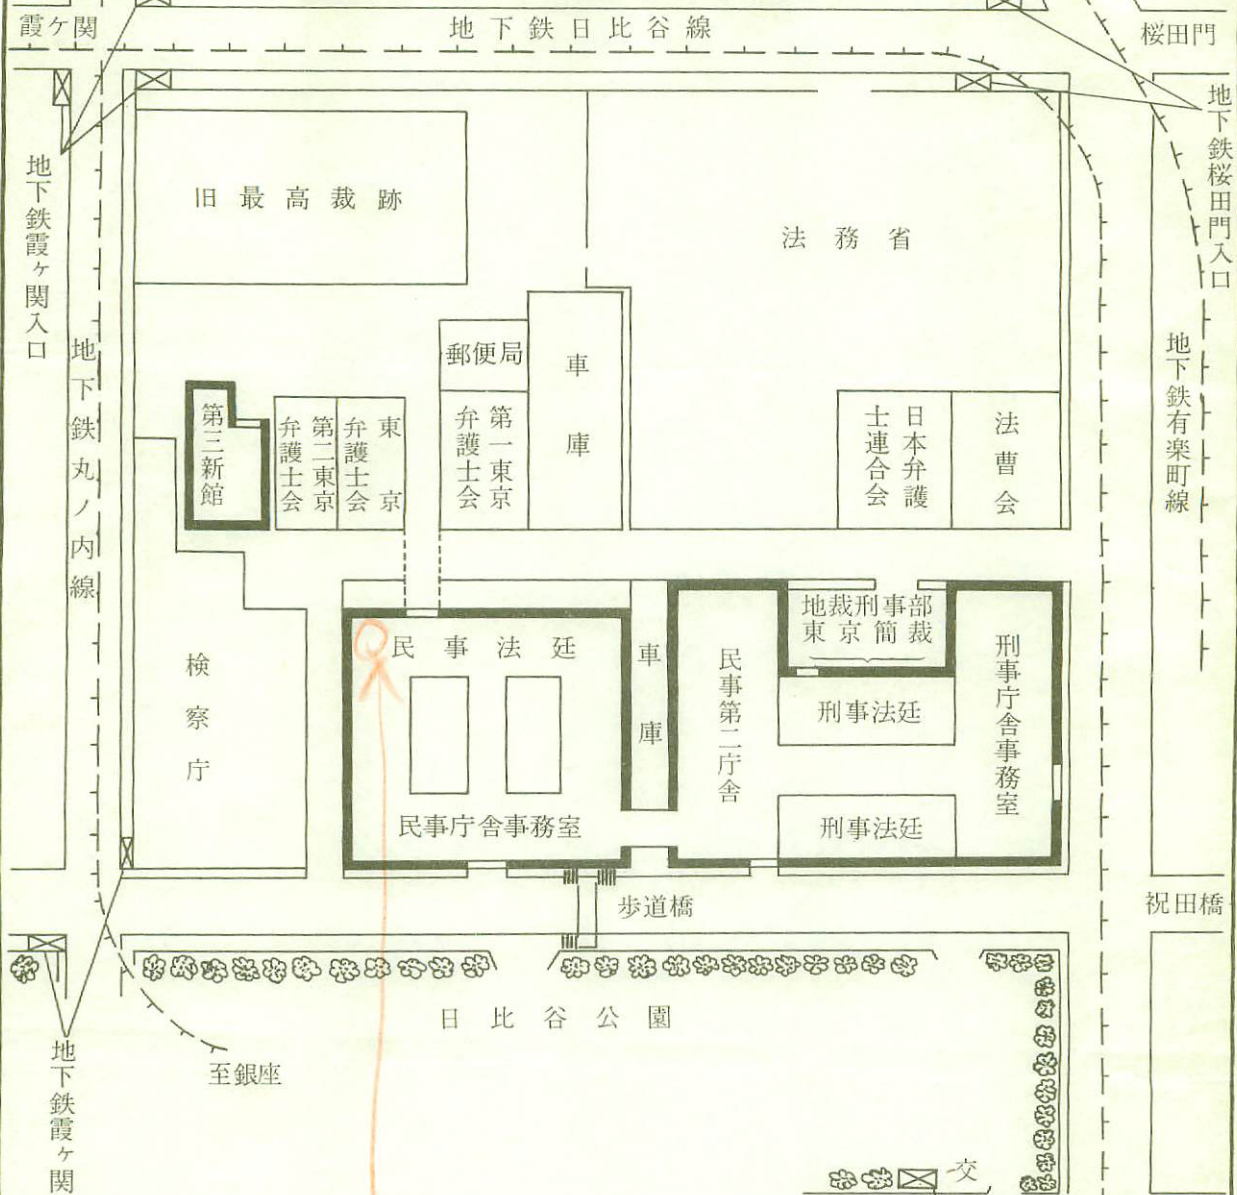 霞ケ関
地下鉄日比谷線
桜田門
地下鉄霞ヶ関入口
地下鉄桜田門入口
旧最高裁跡
法務省
地下鉄丸ノ内線
地下鉄有楽町線
郵便局
車庫
第三新館
第二東京
弁護士会
東京
弁護士会
第一東京
弁護士会
日本弁護
士連合会
法曹会
検察庁
民事法廷
民事庁舎事務室
車庫
民事第二庁舎
地裁刑事部
東京簡裁
刑事法廷
刑事法廷
刑事庁舎事務室
歩道橋
祝田橋
日比谷公園
至銀座
地下鉄霞ヶ関
交